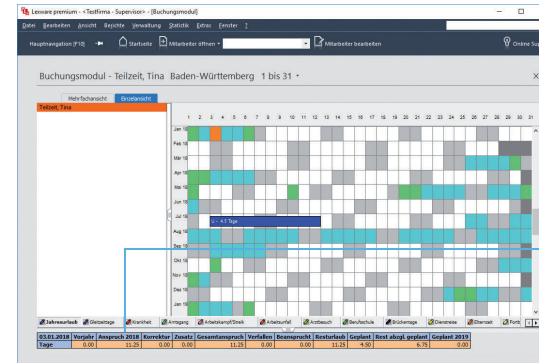 Lexware premium - <Testfirma - Supervisor> - [Buchungsmodul]
Datei Bearbeiten Ansicht Berichte Verwaltung Statistik Extras Fenster ?
Hauptnavigation [F10] Startseite Mitarbeiter öffnen Mitarbeiter bearbeiten Online Sup
Buchungsmodul - Teilzeit, Tina Baden-Württemberg 1 bis 31
Mehrfachansicht Einzelansicht
Teilzeit, Tina
1 2 3 4 5 6 7 8 9 10 11 12 13 14 15 16 17 18 19 20 21 22 23 24 25 26 27 28 29 30 31
Jan 18
Feb 18
Mär 18
Apr 18
Mai 18
Jun 18
Jul 18
U - 4.5 Tage
Aug 18
Sep 18
Okt 18
Nov 18
Dez 18
Jan 19
Jahresurlaub Gleitzeittage Krankheit Amtsgang Arbeitskampf/Streik Arbeitsunfall Arztbesuch Berufsschule Brückentage Dienstreise Elternzeit Fortb
03.01.2018 Vorjahr Anspruch 2018 Korrektur Zusatz Gesamtanspruch Verfallen Beansprucht Resturlaub Geplant Rest abzgl. geplant Geplant 2019
Tage 0.00 11.25 0.00 0.00 11.25 0.00 0.00 11.25 4.50 6.75 0.00